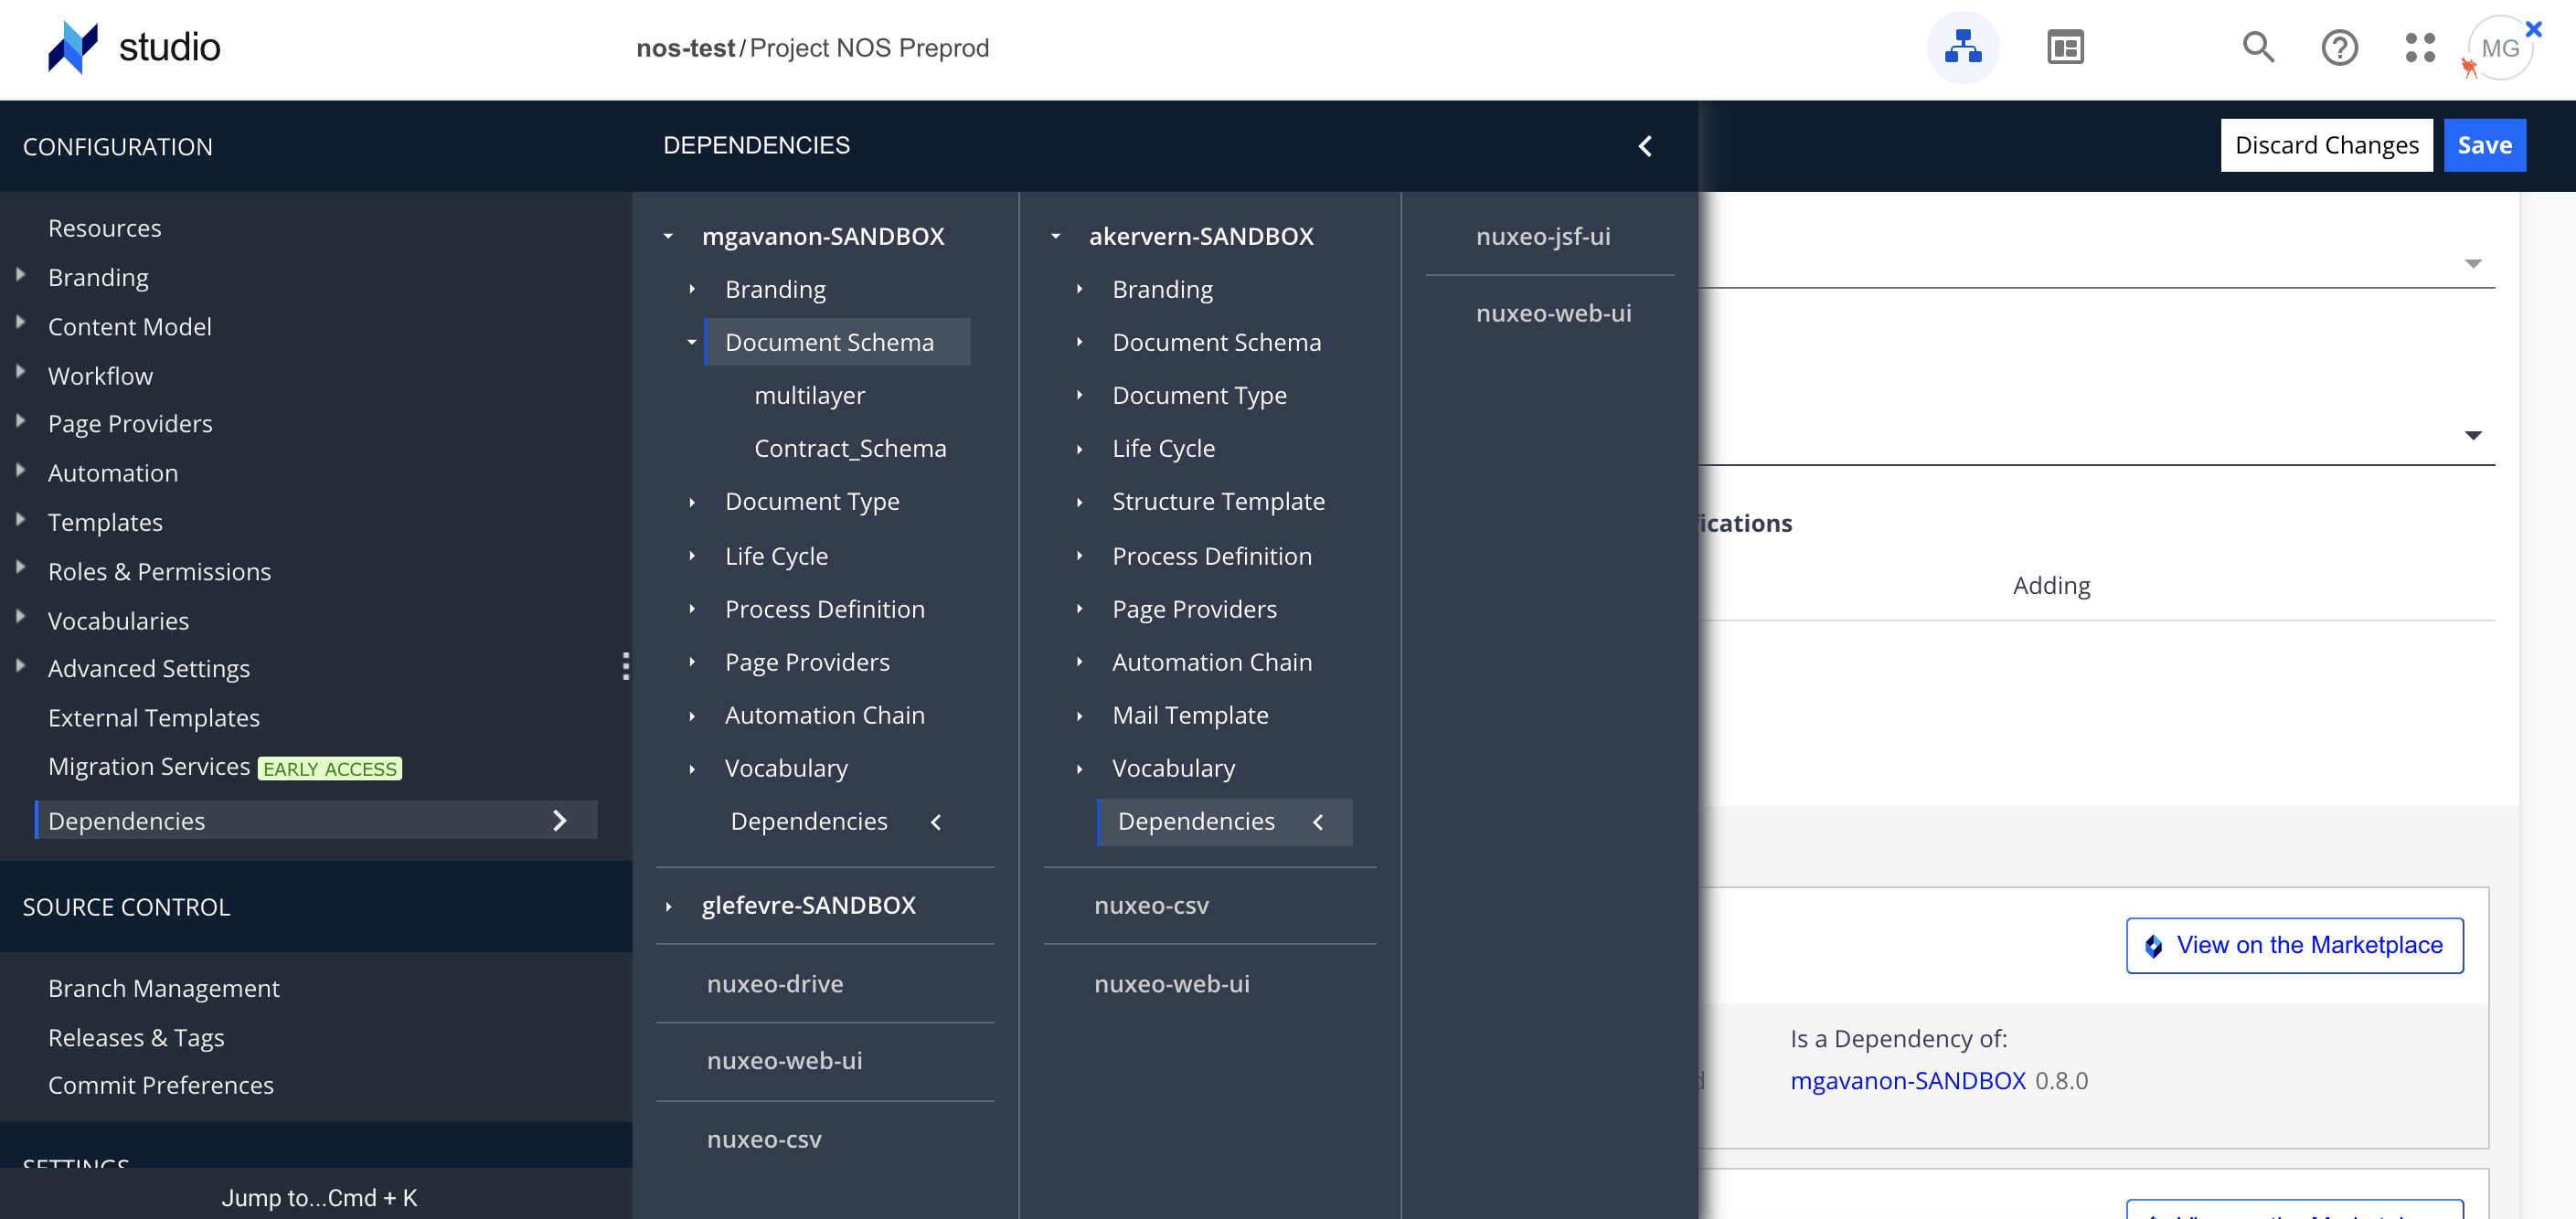 studio
nos-test/Project NOS Preprod
MG
CONFIGURATION
DEPENDENCIES
Discard Changes
Save
Resources
Branding
Content Model
Workflow
Page Providers
Automation
Templates
Roles & Permissions
Vocabularies
Advanced Settings
External Templates
Migration Services EARLY ACCESS
Dependencies
SOURCE CONTROL
Branch Management
Releases & Tags
Commit Preferences
SETTINGS
Jump to...Cmd + K
mgavanon-SANDBOX
Branding
Document Schema
multilayer
Contract_Schema
Document Type
Life Cycle
Process Definition
Page Providers
Automation Chain
Vocabulary
Dependencies
glefevre-SANDBOX
nuxeo-drive
nuxeo-web-ui
nuxeo-csv
akervern-SANDBOX
Branding
Document Schema
Document Type
Life Cycle
Structure Template
Process Definition
Page Providers
Automation Chain
Mail Template
Vocabulary
Dependencies
nuxeo-csv
nuxeo-web-ui
nuxeo-jsf-ui
nuxeo-web-ui
ications
Adding
View on the Marketplace
Is a Dependency of:
mgavanon-SANDBOX 0.8.0
View on the Marketplace